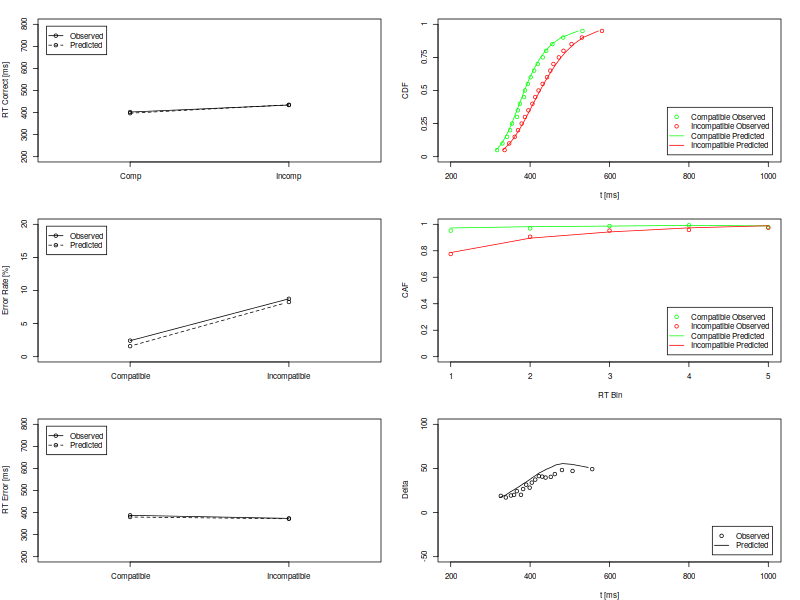 RT Correct [ms]
800
700
600
500
400
300
200
Observed
Predicted
Comp
Incomp
CDF
1
0.75
0.5
0.25
0
Compatible Observed
Incompatible Observed
Compatible Predicted
Incompatible Predicted
200
400
600
800
1000
t [ms]
Error Rate [%]
20
15
10
5
0
Observed
Predicted
Compatible
Incompatible
CAF
1
0.8
0.6
0.4
0.2
0
Compatible Observed
Incompatible Observed
Compatible Predicted
Incompatible Predicted
1
2
3
4
5
RT Bin
RT Error [ms]
800
700
600
500
400
300
200
Observed
Predicted
Compatible
Incompatible
Delta
100
50
0
-50
Observed
Predicted
200
400
600
800
1000
t [ms]